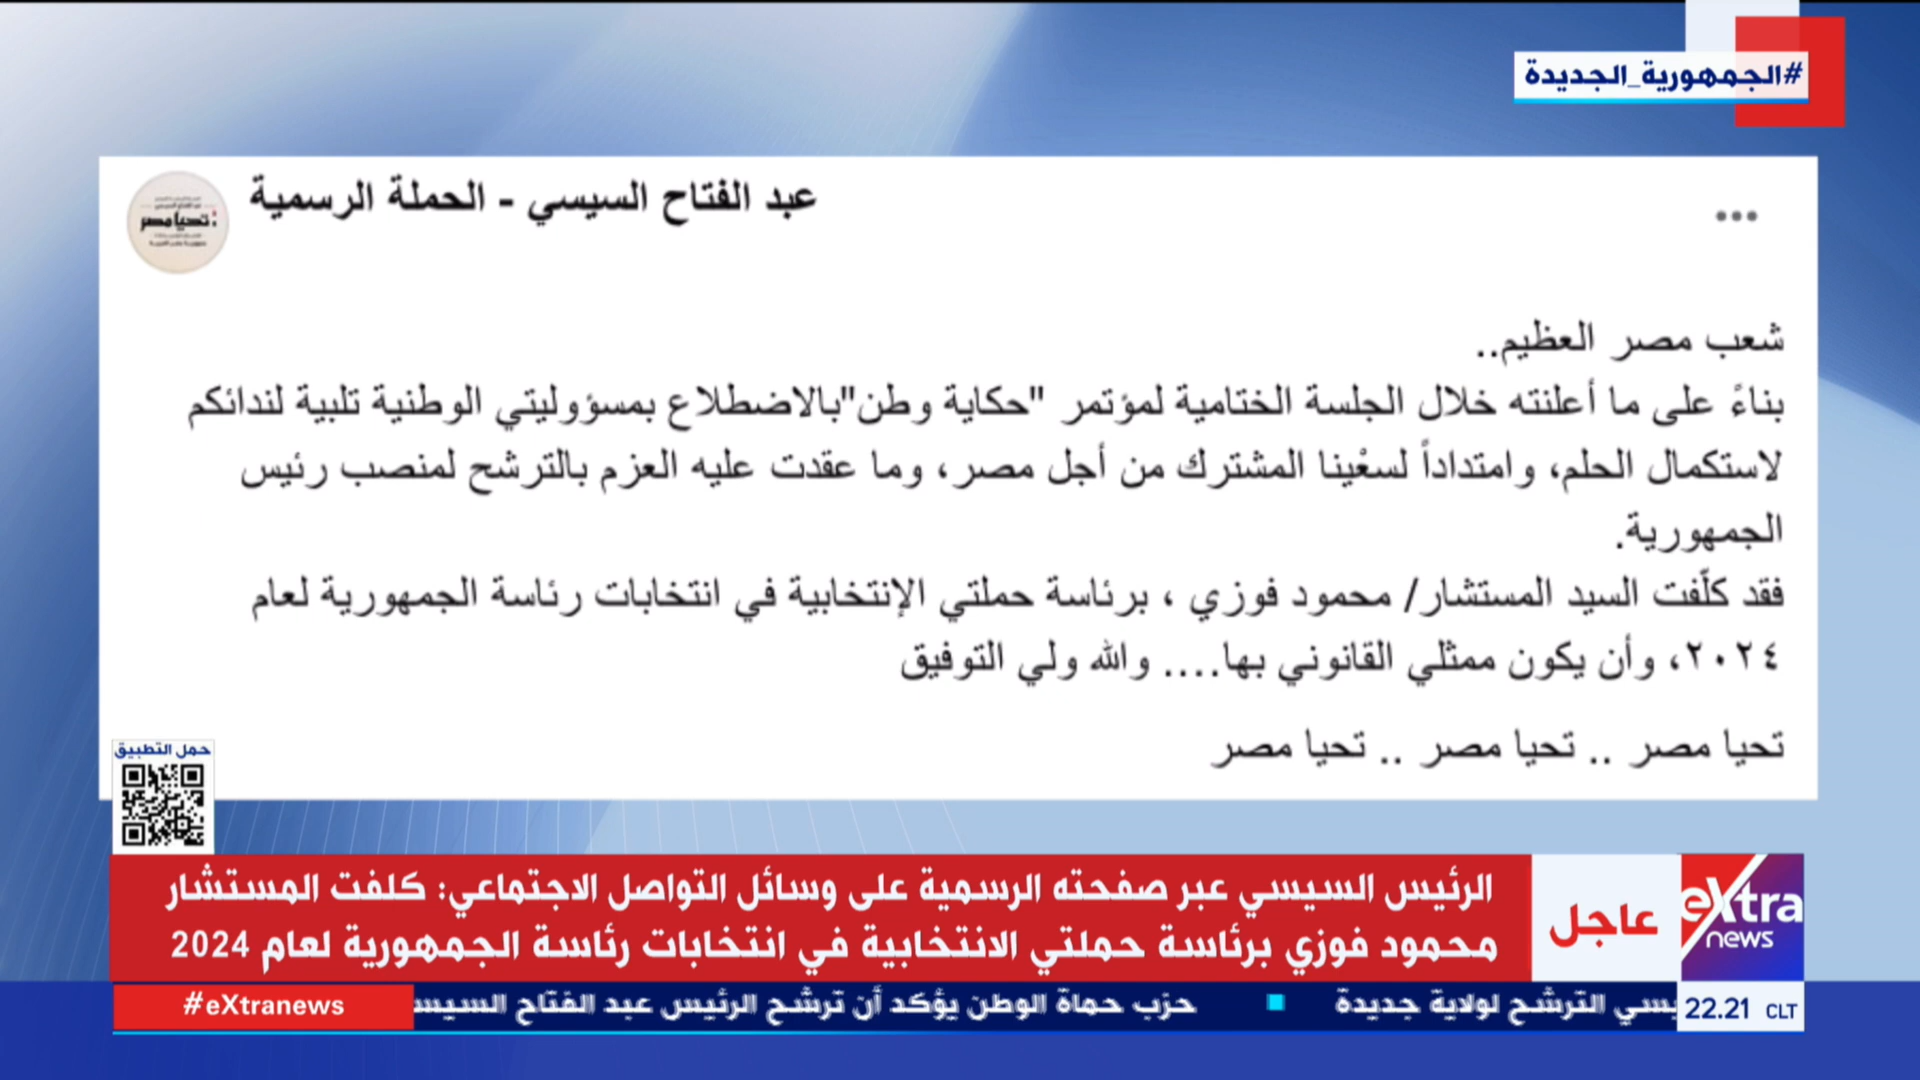 #الجمهورية_الجديدة
عبد الفتاح السيسي - الحملة الرسمية
تحيا مصر
شعب مصر العظيم..
بناءً على ما أعلنته خلال الجلسة الختامية لمؤتمر "حكاية وطن"بالاضطلاع بمسؤوليتي الوطنية تلبية لندائكم
لاستكمال الحلم، وامتداداً لسعْينا المشترك من أجل مصر، وما عقدت عليه العزم بالترشح لمنصب رئيس
الجمهورية.
فقد كلّفت السيد المستشار/ محمود فوزي ، برئاسة حملتي الإنتخابية في انتخابات رئاسة الجمهورية لعام
٢٠٢٤، وأن يكون ممثلي القانوني بها.... والله ولي التوفيق
تحيا مصر .. تحيا مصر .. تحيا مصر
حمل التطبيق
الرئيس السيسي عبر صفحته الرسمية على وسائل التواصل الاجتماعي: كلفت المستشار
محمود فوزي برئاسة حملتي الانتخابية في انتخابات رئاسة الجمهورية لعام 2024
عاجل
eXtra
news
يسي الترشح لولاية جديدة ■ حزب حماة الوطن يؤكد أن ترشح الرئيس عبد الفتاح السيس
#eXtranews
22.21 CLT